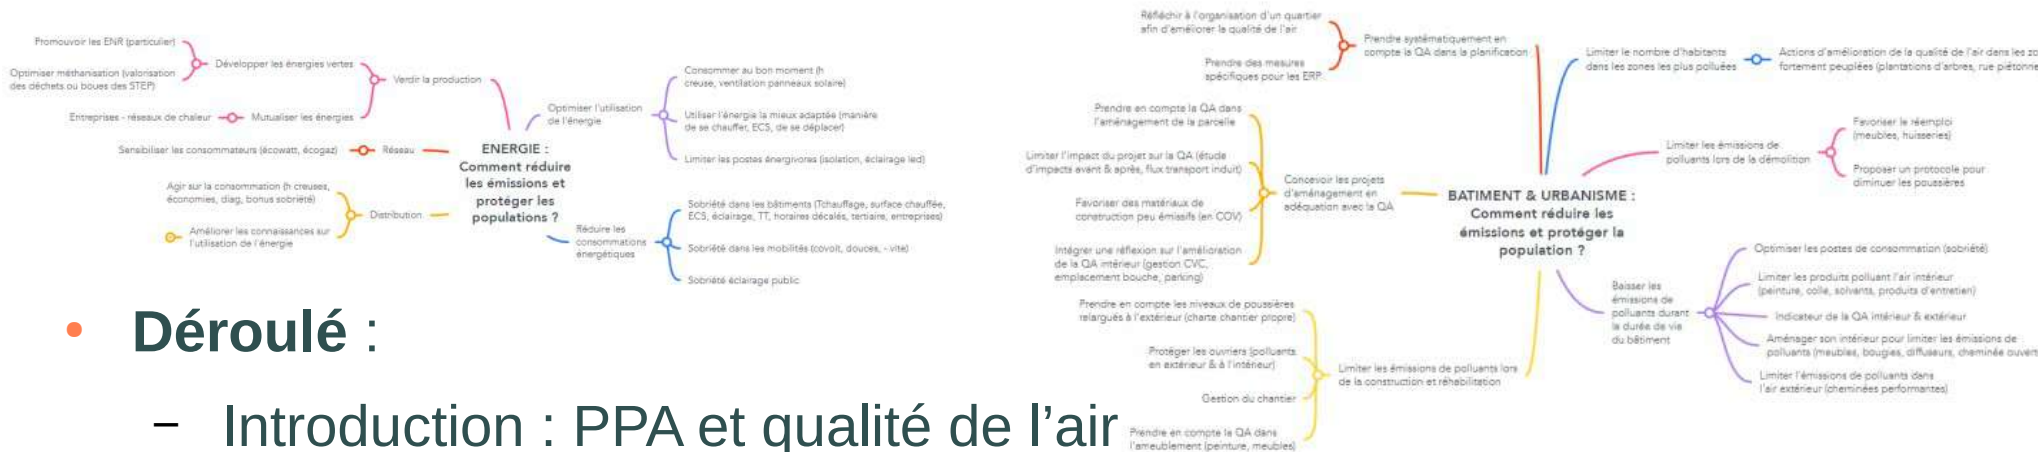 Promouvoir les ENR (particulier)
Optimiser méthanisation (valorisation
des déchets ou boues des STEP)
Développer les énergies vertes
Verdir la production
Entreprises - réseaux de chaleur
Mutualiser les énergies
Sensibiliser les consommateurs (écowatt, écogaz)
Réseau
Agir sur la consommation (h creuses,
économies, diag, bonus sobriété)
Distribution
Améliorer les connaissances sur
l'utilisation de l'énergie
ENERGIE :
Comment réduire
les émissions et
protéger les
populations ?
Optimiser l'utilisation
de l'énergie
Consommer au bon moment (h
creuse, ventilation panneaux solaire)
Utiliser l'énergie la mieux adaptée (manière
de se chauffer, ECS, de se déplacer)
Limiter les postes énergivores (isolation, éclairage led)
Réduire les
consommations
énergétiques
Sobriété dans les bâtiments (Tchauffage, surface chauffée,
ECS, éclairage, TT, horaires décalés, tertiaire, entreprises)
Sobriété dans les mobilités (covoit, douces, - vite)
Sobriété éclairage public
Réfléchir à l'organisation d'un quartier
afin d'améliorer la qualité de l'air
Prendre des mesures
spécifiques pour les ERP
Prendre systématiquement en
compte la QA dans la planification
Limiter le nombre d'habitants
dans les zones les plus polluées
Actions d'amélioration de la qualité de l'air dans les zo
fortement peuplées (plantations d'arbres, rue piétonne
Prendre en compte la QA dans
l'aménagement de la parcelle
Limiter l'impact du projet sur la QA (étude
d'impacts avant & après, flux transport induit)
Favoriser des matériaux de
construction peu émissifs (en COV)
Intégrer une réflexion sur l'amélioration
de la QA intérieur (gestion CVC,
emplacement bouche, parking)
Concevoir les projets
d'aménagement en
adéquation avec la QA
Limiter les émissions de
polluants lors de la démolition
Favoriser le réemploi
(meubles, huisseries)
Proposer un protocole pour
diminuer les poussières
BATIMENT & URBANISME :
Comment réduire les
émissions et protéger la
population ?
Baisser les
émissions de
polluants durant
la durée de vie
du bâtiment
Optimiser les postes de consommation (sobriété)
Limiter les produits polluant l'air intérieur
(peinture, colle, solvants, produits d'entretien)
Indicateur de la QA intérieur & extérieur
Aménager son intérieur pour limiter les émissions de
polluants (meubles, bougies, diffuseurs, cheminée ouvert
Limiter l'émissions de polluants dans
l'air extérieur (cheminées performantes)
Prendre en compte les niveaux de poussières
relargués à l'extérieur (charte chantier propre)
Protéger les ouvriers (polluants
en extérieur & à l'intérieur)
Gestion du chantier
Prendre en compte la QA dans
l'ameublement (peinture, meubles)
Limiter les émissions de polluants lors
de la construction et réhabilitation
• Déroulé :
– Introduction : PPA et qualité de l'air